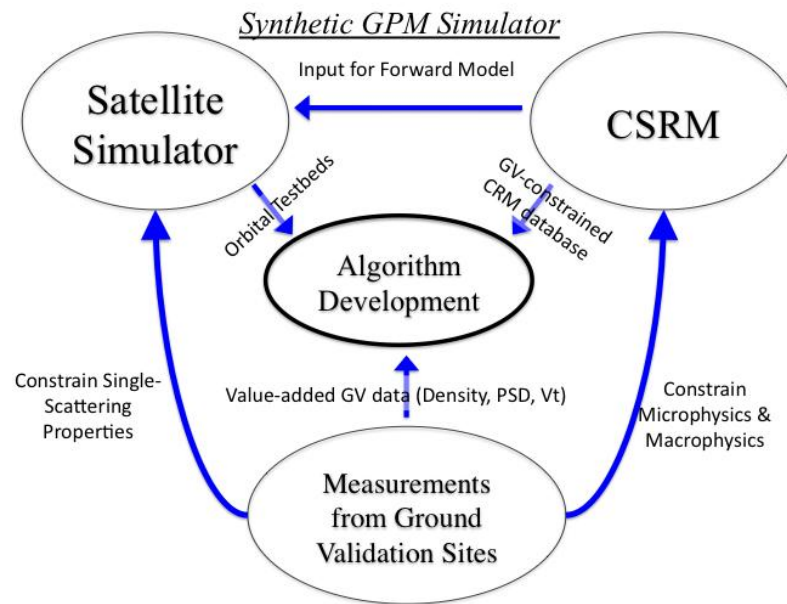 Synthetic GPM Simulator
Input for Forward Model
Satellite
Simulator
CSRM
Orbital Testbeds
GV-constrained
CRM database
Algorithm
Development
Constrain Single-
Scattering
Properties
Value-added GV data (Density, PSD, Vt)
Constrain
Microphysics &
Macrophysics
Measurements
from Ground
Validation Sites